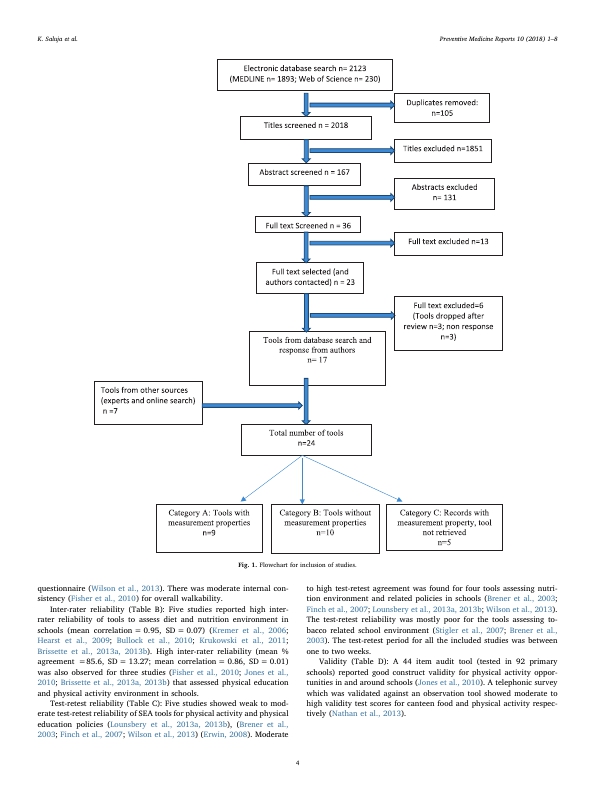 K. Saluja et al.
Preventive Medicine Reports 10 (2018) 1–8
Electronic database search n= 2123
(MEDLINE n= 1893; Web of Science n= 230)
Duplicates removed:
n=105
Titles screened n = 2018
Titles excluded n=1851
Abstract screened n = 167
Abstracts excluded
n= 131
Full text Screened n = 36
Full text excluded n=13
Full text selected (and
authors contacted) n = 23
Full text excluded=6
(Tools dropped after
review n=3; non response
n=3)
Tools from database search and
response from authors
n= 17
Tools from other sources
(experts and online search)
n =7
Total number of tools
n=24
Category A: Tools with
measurement properties
n=9
Category B: Tools without
measurement properties
n=10
Category C: Records with
measurement property, tool
not retrieved
n=5
Fig. 1. Flowchart for inclusion of studies.
questionnaire (Wilson et al., 2013). There was moderate internal con-
sistency (Fisher et al., 2010) for overall walkability.
Inter-rater reliability (Table B): Five studies reported high inter-
rater reliability of tools to assess diet and nutrition environment in
schools (mean correlation = 0.95, SD = 0.07) (Kremer et al., 2006;
Hearst et al., 2009; Bullock et al., 2010; Krukowski et al., 2011;
Brissette et al., 2013a, 2013b). High inter-rater reliability (mean %
agreement =85.6, SD = 13.27; mean correlation = 0.86, SD = 0.01)
was also observed for three studies (Fisher et al., 2010; Jones et al.,
2010; Brissette et al., 2013a, 2013b) that assessed physical education
and physical activity environment in schools.
Test-retest reliability (Table C): Five studies showed weak to mod-
erate test-retest reliability of SEA tools for physical activity and physical
education policies (Lounsbery et al., 2013a, 2013b), (Brener et al.,
2003; Finch et al., 2007; Wilson et al., 2013) (Erwin, 2008). Moderate
to high test-retest agreement was found for four tools assessing nutri-
tion environment and related policies in schools (Brener et al., 2003;
Finch et al., 2007; Lounsbery et al., 2013a, 2013b; Wilson et al., 2013).
The test-retest reliability was mostly poor for the tools assessing to-
bacco related school environment (Stigler et al., 2007; Brener et al.,
2003). The test-retest period for all the included studies was between
one to two weeks.
Validity (Table D): A 44 item audit tool (tested in 92 primary
schools) reported good construct validity for physical activity oppor-
tunities in and around schools (Jones et al., 2010). A telephonic survey
which was validated against an observation tool showed moderate to
high validity test scores for canteen food and physical activity respec-
tively (Nathan et al., 2013).
4